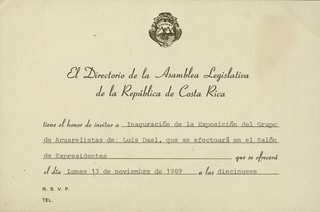 El Directorio de la Asamblea Legislativa
de la República de Costa Rica
tiene el honor de invitar a Inaguración de la Exposición del Grupo
de Acuarelistas de: Luis Dael, que se efectuará en el Salón
de Expresidentes que se ofrecerá
el día Lunes 13 de noviembre de 1989 a las diecinueve
R. S. V. P.
TEL.